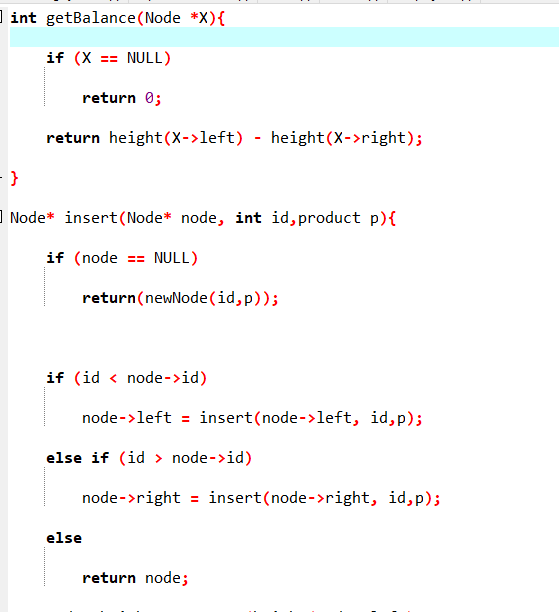 int getBalance(Node *X){
if (X == NULL)
return 0;
return height(X->left) - height(X->right);
}
Node* insert(Node* node, int id,product p){
if (node == NULL)
return(newNode(id,p));
if (id < node->id)
node->left = insert(node->left, id,p);
else if (id > node->id)
node->right = insert(node->right, id,p);
else
return node;